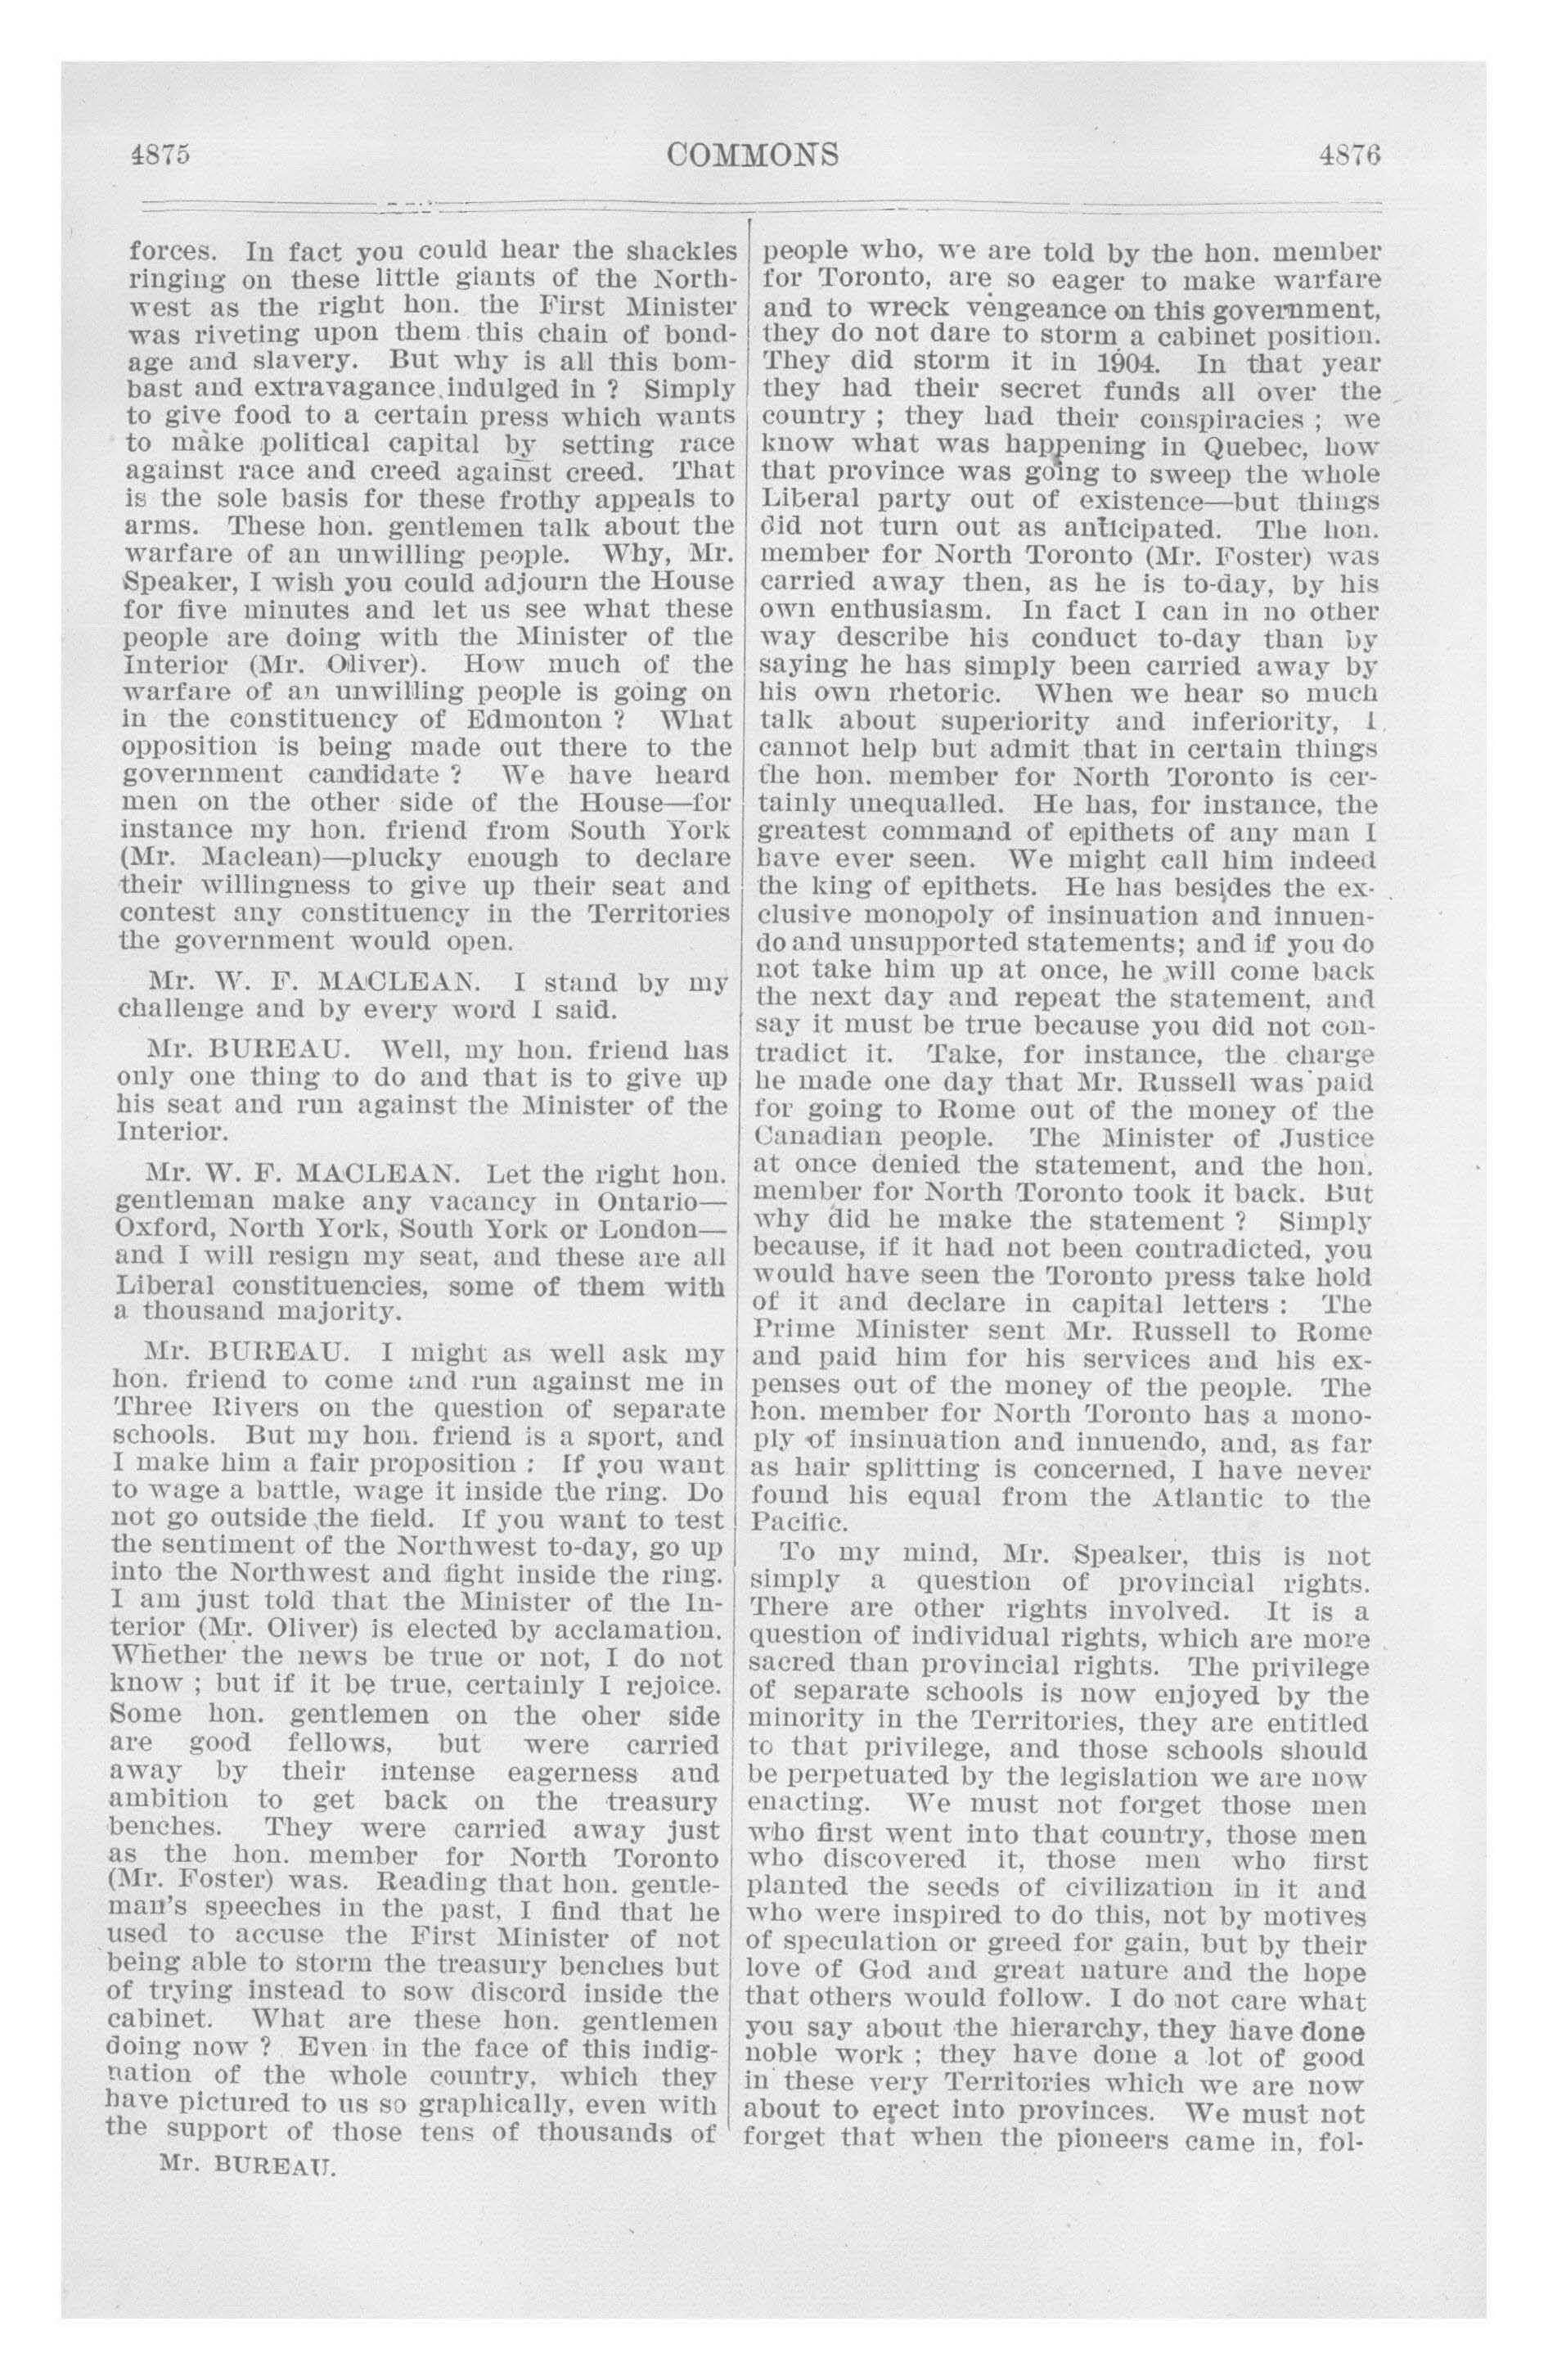 4875
COMMONS
4876
forces. In fact you could hear the shackles
ringing on these little giants of the North-
west as the right hon. the First Minister
was riveting upon them this chain of bond-
age and slavery. But why is all this bom-
bast and extravagance indulged in ? Simply
to give food to a certain press which wants
to make political capital by setting race
against race and creed against creed. That
is the sole basis for these frothy appeals to
arms. These hon. gentlemen talk about the
warfare of an unwilling people. Why, Mr.
Speaker, I wish you could adjourn the House
for five minutes and let us see what these
people are doing with the Minister of the
Interior (Mr. Oliver). How much of the
warfare of an unwilling people is going on
in the constituency of Edmonton ? What
opposition is being made out there to the
government candidate ? We have heard
men on the other side of the House—for
instance my hon. friend from South York
(Mr. Maclean)—plucky enough to declare
their willingness to give up their seat and
contest any constituency in the Territories
the government would open.
Mr. W. F. MACLEAN. I stand by my
challenge and by every word I said.
Mr. BUREAU. Well, my hon. friend has
only one thing to do and that is to give up
his seat and run against the Minister of the
Interior.
Mr. W. F. MACLEAN. Let the right hon.
gentleman make any vacancy in Ontario—
Oxford, North York, South York or London—
and I will resign my seat, and these are all
Liberal constituencies, some of them with
a thousand majority.
Mr. BUREAU. I might as well ask my
hon. friend to come and run against me in
Three Rivers on the question of separate
schools. But my hon. friend is a sport, and
I make him a fair proposition : If you want
to wage a battle, wage it inside the ring. Do
not go outside the field. If you want to test
the sentiment of the Northwest to-day, go up
into the Northwest and fight inside the ring.
I am just told that the Minister of the In-
terior (Mr. Oliver) is elected by acclamation.
Whether the news be true or not, I do not
know ; but if it be true, certainly I rejoice.
Some hon. gentlemen on the oher side
are good fellows, but were carried
away by their intense eagerness and
ambition to get back on the treasury
benches. They were carried away just
as the hon. member for North Toronto
(Mr. Foster) was. Reading that hon. gentle-
man's speeches in the past, I find that he
used to accuse the First Minister of not
being able to storm the treasury benches but
of trying instead to sow discord inside the
cabinet. What are these hon. gentlemen
doing now ? Even in the face of this indig-
nation of the whole country, which they
have pictured to us so graphically, even with
the support of those tens of thousands of
Mr. BUREAU.
people who, we are told by the hon. member
for Toronto, are so eager to make warfare
and to wreck vengeance on this government,
they do not dare to storm a cabinet position.
They did storm it in 1904. In that year
they had their secret funds all over the
country ; they had their conspiracies ; we
know what was happening in Quebec, how
that province was going to sweep the whole
Liberal party out of existence—but things
did not turn out as anticipated. The hon.
member for North Toronto (Mr. Foster) was
carried away then, as he is to-day, by his
own enthusiasm. In fact I can in no other
way describe his conduct to-day than by
saying he has simply been carried away by
his own rhetoric. When we hear so much
talk about superiority and inferiority, I
cannot help but admit that in certain things
the hon. member for North Toronto is cer-
tainly unequalled. He has, for instance, the
greatest command of epithets of any man I
have ever seen. We might call him indeed
the king of epithets. He has besides the ex-
clusive monopoly of insinuation and innuen-
do and unsupported statements; and if you do
not take him up at once, he will come back
the next day and repeat the statement, and
say it must be true because you did not con-
tradict it. Take, for instance, the charge
he made one day that Mr. Russell was paid
for going to Rome out of the money of the
Canadian people. The Minister of Justice
at once denied the statement, and the hon.
member for North Toronto took it back. But
why did he make the statement ? Simply
because, if it had not been contradicted, you
would have seen the Toronto press take hold
of it and declare in capital letters : The
Prime Minister sent Mr. Russell to Rome
and paid him for his services and his ex-
penses out of the money of the people. The
hon. member for North Toronto has a mono-
ply of insinuation and innuendo, and, as far
as hair splitting is concerned, I have never
found his equal from the Atlantic to the
Pacific.
To my mind, Mr. Speaker, this is not
simply a question of provincial rights.
There are other rights involved. It is a
question of individual rights, which are more
sacred than provincial rights. The privilege
of separate schools is now enjoyed by the
minority in the Territories, they are entitled
to that privilege, and those schools should
be perpetuated by the legislation we are now
enacting. We must not forget those men
who first went into that country, those men
who discovered it, those men who first
planted the seeds of civilization in it and
who were inspired to do this, not by motives
of speculation or greed for gain, but by their
love of God and great nature and the hope
that others would follow. I do not care what
you say about the hierarchy, they have done
noble work ; they have done a lot of good
in these very Territories which we are now
about to erect into provinces. We must not
forget that when the pioneers came in, fol-